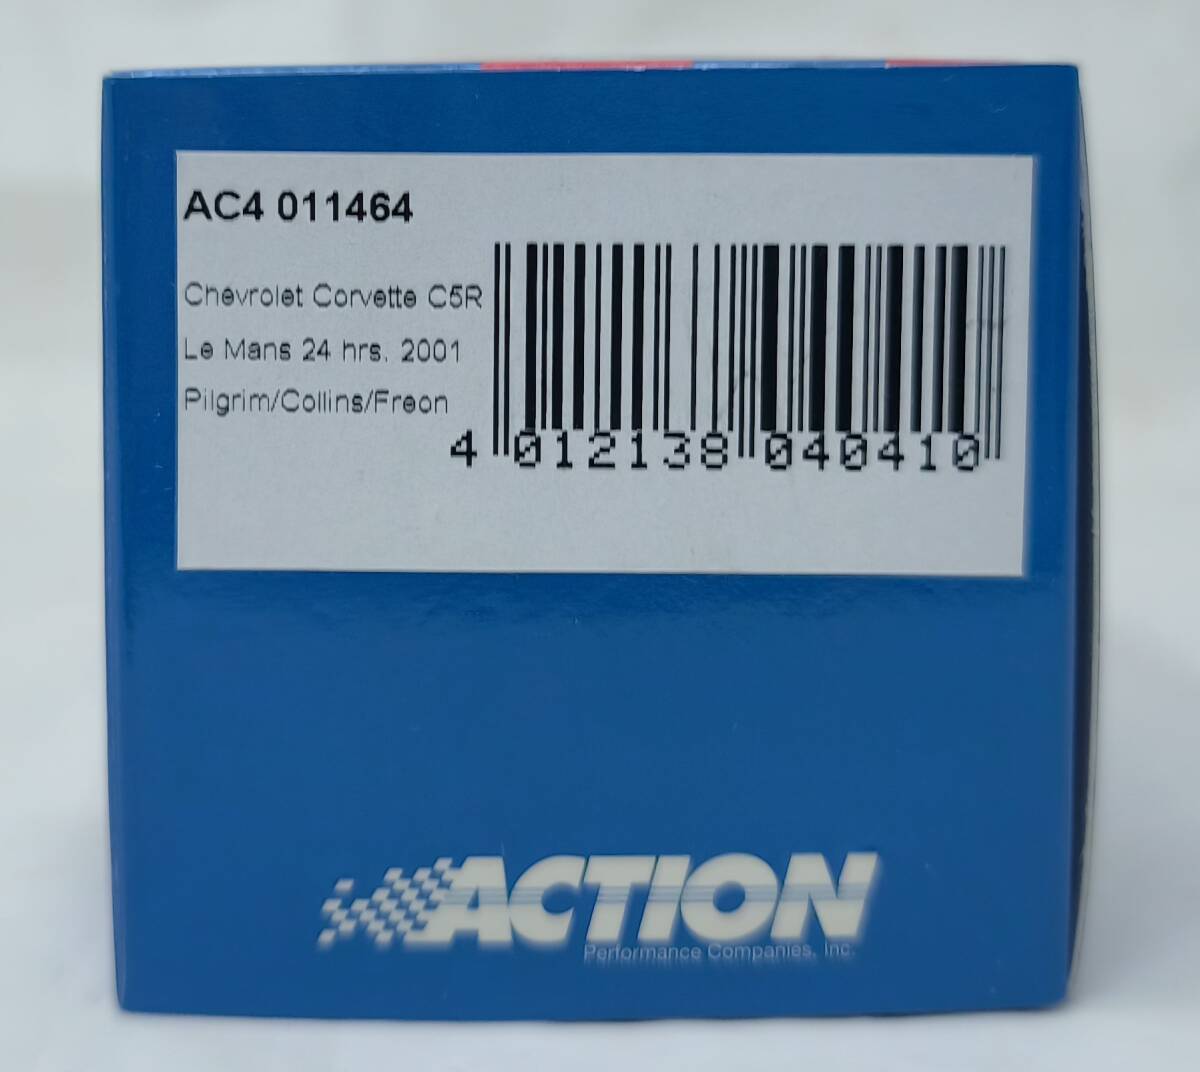 AC4 011464
Chevrolet Corvette C5R
Le Mans 24 hrs. 2001
Pilgrim/Collins/Freon
4 012138 040410
ACTION
Performance Companies, Inc.